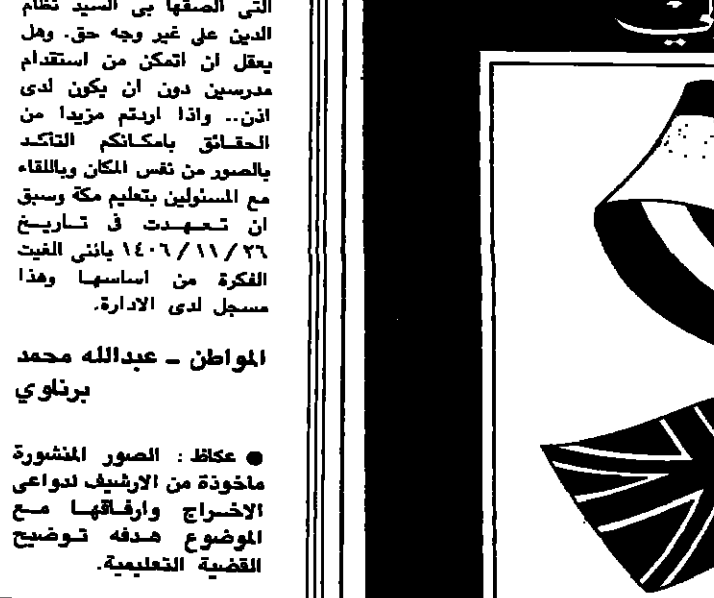 التى الصقها بى السيد نظام
الدين على غير وجه حق. وهل
يعقل ان اتمكن من استقدام
مدرسين دون ان يكون لدى
اذن.. واذا اردتم مزيدا من
الحقائق بامكانكم التأكد
بالصور من نفس المكان وباللقاء
مع المسئولين بتعليم مكة وسبق
ان تعهدت فى تاريخ
٢٦/ ١١/ ١٤٠٦ بانى الغيت
الفكرة من اساسها وهذا
مسجل لدى الادارة.
المواطن ـ عبدالله محمد
برناوي
● عكاظ : الصور المنشورة
ماخوذة من الارشيف لدواعى
الاخراج وارفاقها مع
الموضوع هدفه توضيح
القضية التعليمية.